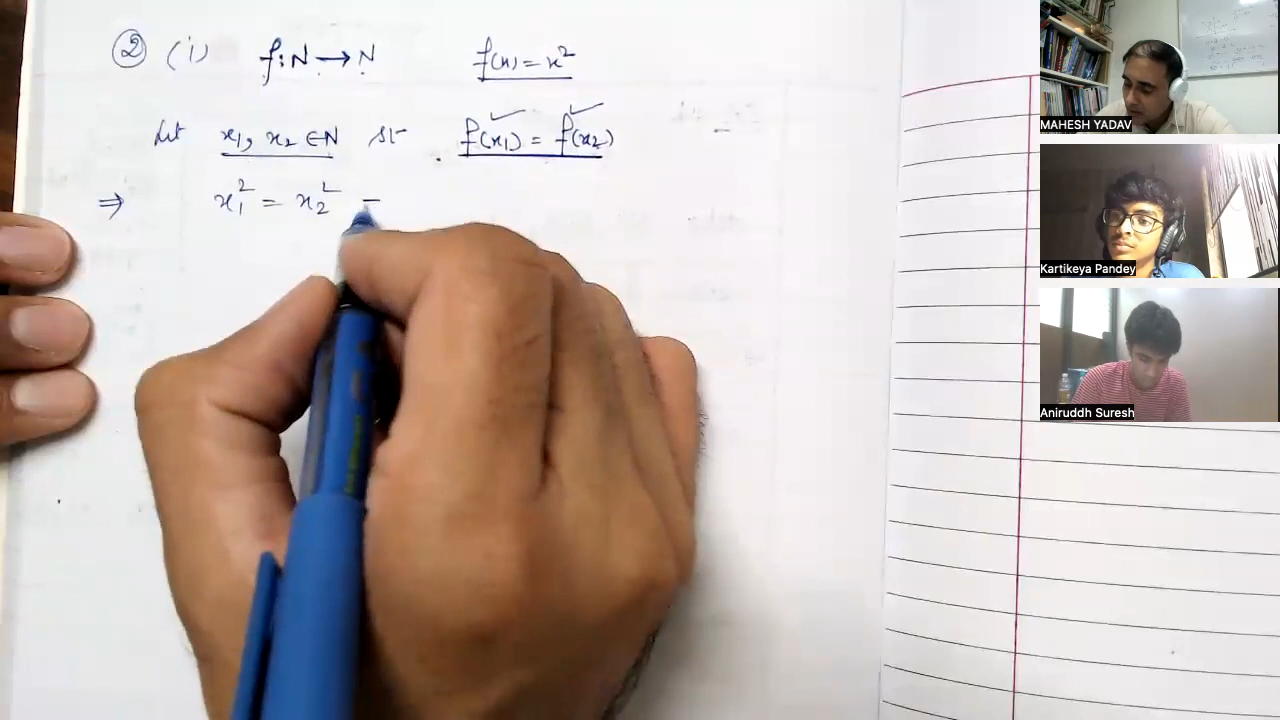 ② (i) f: N → N f(x) = x²
Let x₁, x₂ ∈ N st f(x₁) = f(x₂)
⇒ x₁² = x₂² =
MAHESH YADAV
Kartikeya Pandey
Aniruddh Suresh